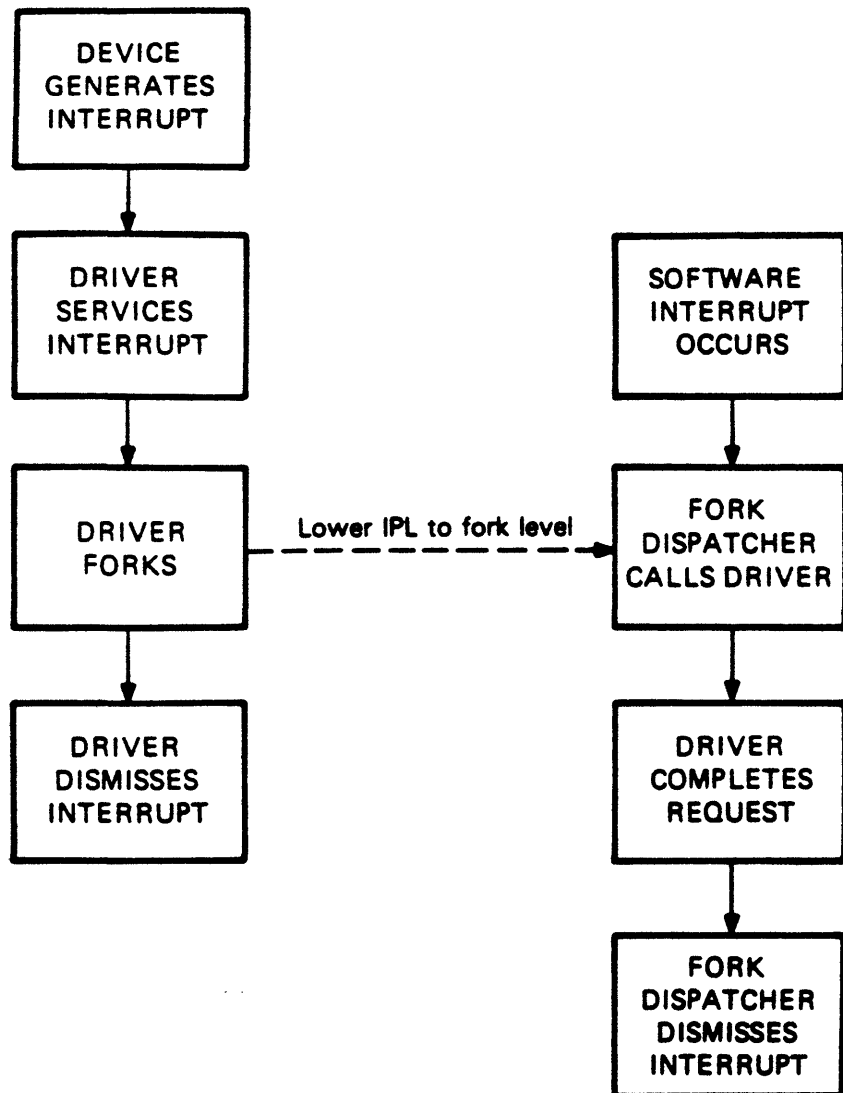 DEVICE
GENERATES
INTERRUPT
DRIVER
SERVICES
INTERRUPT
DRIVER
FORKS
DRIVER
DISMISSES
INTERRUPT
Lower IPL to fork level
SOFTWARE
INTERRUPT
OCCURS
FORK
DISPATCHER
CALLS DRIVER
DRIVER
COMPLETES
REQUEST
FORK
DISPATCHER
DISMISSES
INTERRUPT